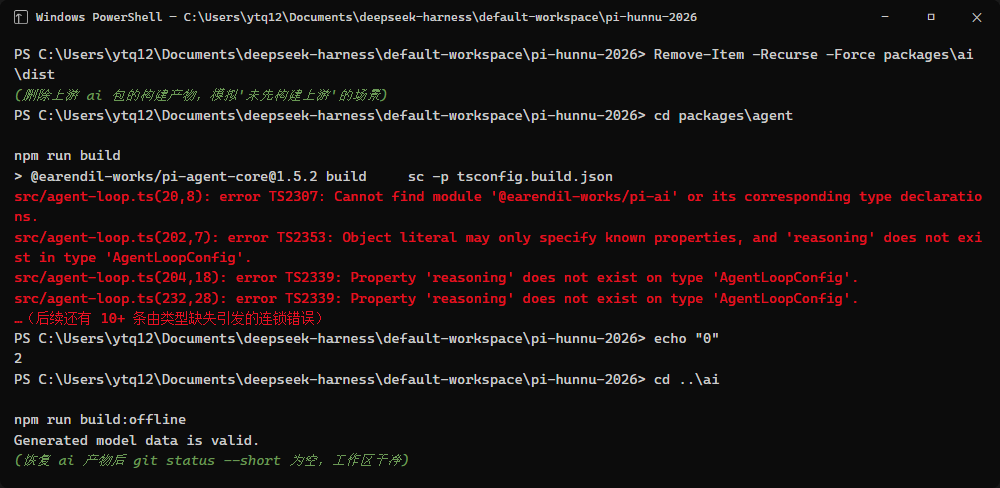 Windows PowerShell — C:\Users\ytq12\Documents\deepseek-harness\default-workspace\pi-hunnu-2026
PS C:\Users\ytq12\Documents\deepseek-harness\default-workspace\pi-hunnu-2026> Remove-Item -Recurse -Force packages\ai
\dist
(删除上游 ai 包的构建产物，模拟'未先构建上游'的场景)
PS C:\Users\ytq12\Documents\deepseek-harness\default-workspace\pi-hunnu-2026> cd packages\agent
npm run build
> @earendil-works/pi-agent-core@1.5.2 build     sc -p tsconfig.build.json
src/agent-loop.ts(20,8): error TS2307: Cannot find module '@earendil-works/pi-ai' or its corresponding type declaratio
ns.
src/agent-loop.ts(202,7): error TS2353: Object literal may only specify known properties, and 'reasoning' does not exi
st in type 'AgentLoopConfig'.
src/agent-loop.ts(204,18): error TS2339: Property 'reasoning' does not exist on type 'AgentLoopConfig'.
src/agent-loop.ts(232,28): error TS2339: Property 'reasoning' does not exist on type 'AgentLoopConfig'.
…（后续还有 10+ 条由类型缺失引发的连锁错误）
PS C:\Users\ytq12\Documents\deepseek-harness\default-workspace\pi-hunnu-2026> echo "0"
2
PS C:\Users\ytq12\Documents\deepseek-harness\default-workspace\pi-hunnu-2026> cd ..\ai
npm run build:offline
Generated model data is valid.
(恢复 ai 产物后 git status --short 为空，工作区干净)